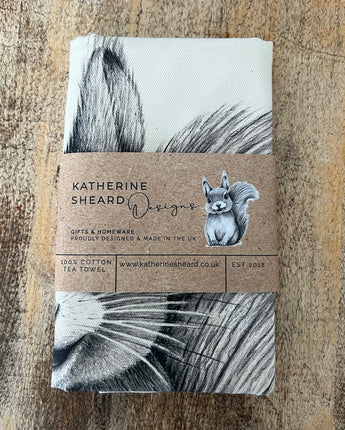 KATHERINE
SHEARD Designs
GIFTS & HOMEWARE
PROUDLY DESIGNED & MADE IN THE UK
100% COTTON
TEA TOWEL
www.katherinesheard.co.uk
EST 2018